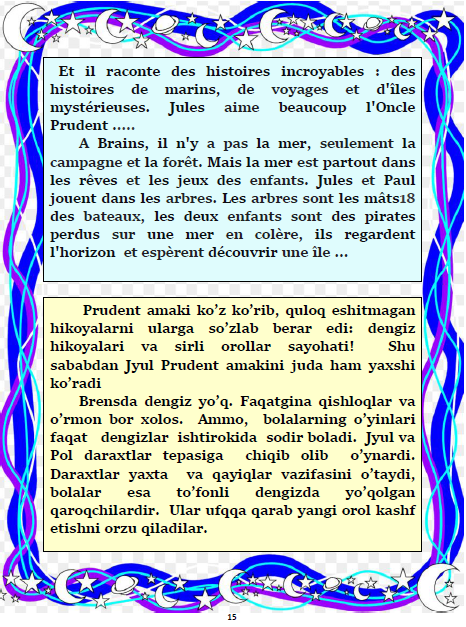 Et il raconte des histoires incroyables : des
histoires de marins, de voyages et d'îles
mystérieuses. Jules aime beaucoup l'Oncle
Prudent .....
A Brains, il n'y a pas la mer, seulement la
campagne et la forêt. Mais la mer est partout dans
les rêves et les jeux des enfants. Jules et Paul
jouent dans les arbres. Les arbres sont les mâts18
des bateaux, les deux enfants sont des pirates
perdus sur une mer en colère, ils regardent
l'horizon et espèrent découvrir une île ...
Prudent amaki ko’z ko’rib, quloq eshitmagan
hikoyalarni ularga so’zlab berar edi: dengiz
hikoyalari va sirli orollar sayohati! Shu
sababdan Jyul Prudent amakini juda ham yaxshi
ko’radi
Brensda dengiz yo’q. Faqatgina qishloqlar va
o’rmon bor xolos. Ammo, bolalarning o’yinlari
faqat dengizlar ishtirokida sodir boladi. Jyul va
Pol daraxtlar tepasiga chiqib olib o’ynardi.
Daraxtlar yaxta va qayiqlar vazifasini o’taydi,
bolalar esa to’fonli dengizda yo’qolgan
qaroqchilardir. Ular ufqqa qarab yangi orol kashf
etishni orzu qiladilar.
15